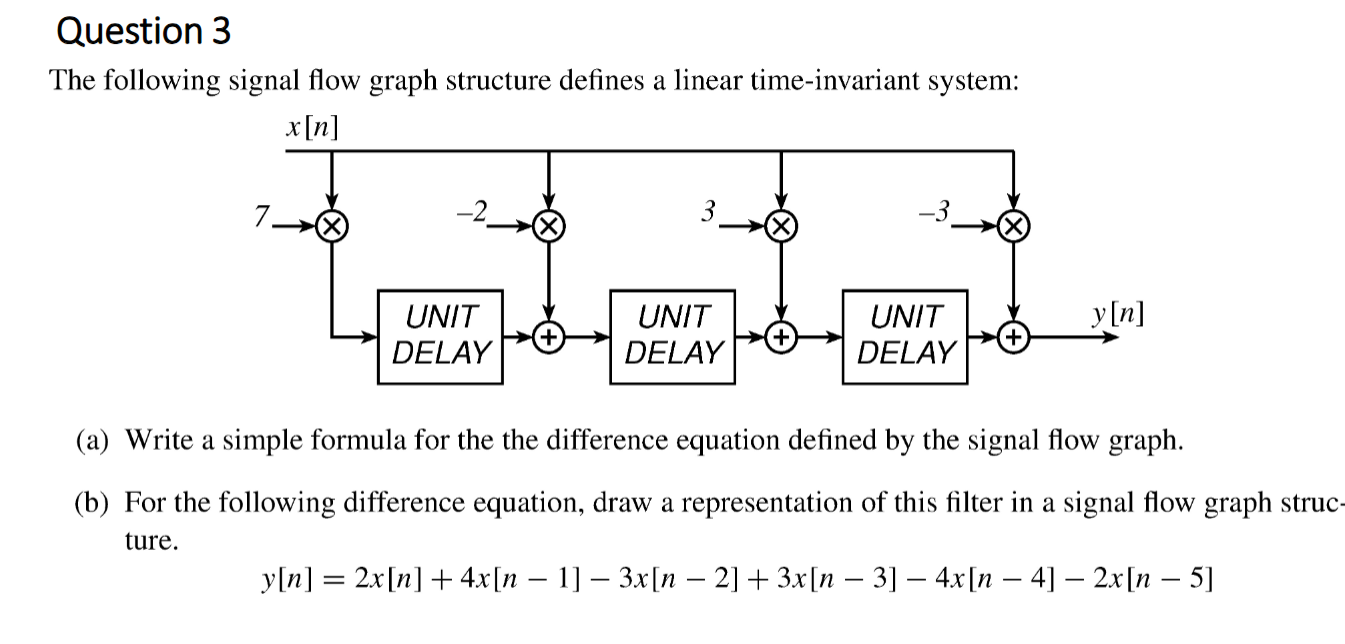 Question 3
The following signal flow graph structure defines a linear time-invariant system:
x[n]
7 –2 3 –3
UNIT DELAY
UNIT DELAY
UNIT DELAY
y[n]
(a) Write a simple formula for the the difference equation defined by the signal flow graph.
(b) For the following difference equation, draw a representation of this filter in a signal flow graph struc-
ture.
y[n] = 2x[n] + 4x[n − 1] − 3x[n − 2] + 3x[n − 3] − 4x[n − 4] − 2x[n − 5]